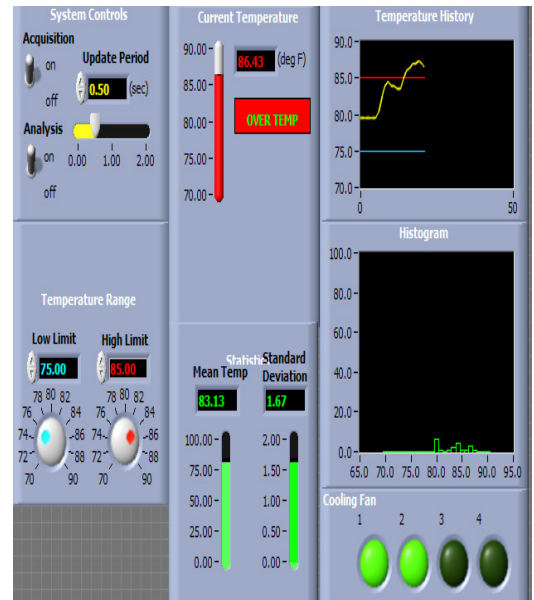 System Controls
Acquisition
on
off
Update Period
0.50 (sec)
0.00 1.00 2.00
Analysis
on
off
Current Temperature
90.00
85.00
80.00
75.00
70.00
86.43 (deg F)
OVER TEMP
Temperature History
90.0
85.0
80.0
75.0
70.0
0 50
Temperature Range
Low Limit
75.00
70 72 74 76 78 80 82 84 86 88 90
High Limit
85.00
70 72 74 76 78 80 82 84 86 88 90
Statistic
Mean Temp
83.13
100.00
75.00
50.00
25.00
0.00
Standard
Deviation
1.67
2.00
1.50
1.00
0.50
0.00
Histogram
100.0
80.0
60.0
40.0
20.0
0.0
65.0 70.0 75.0 80.0 85.0 90.0 95.0
Cooling Fan
1 2 3 4